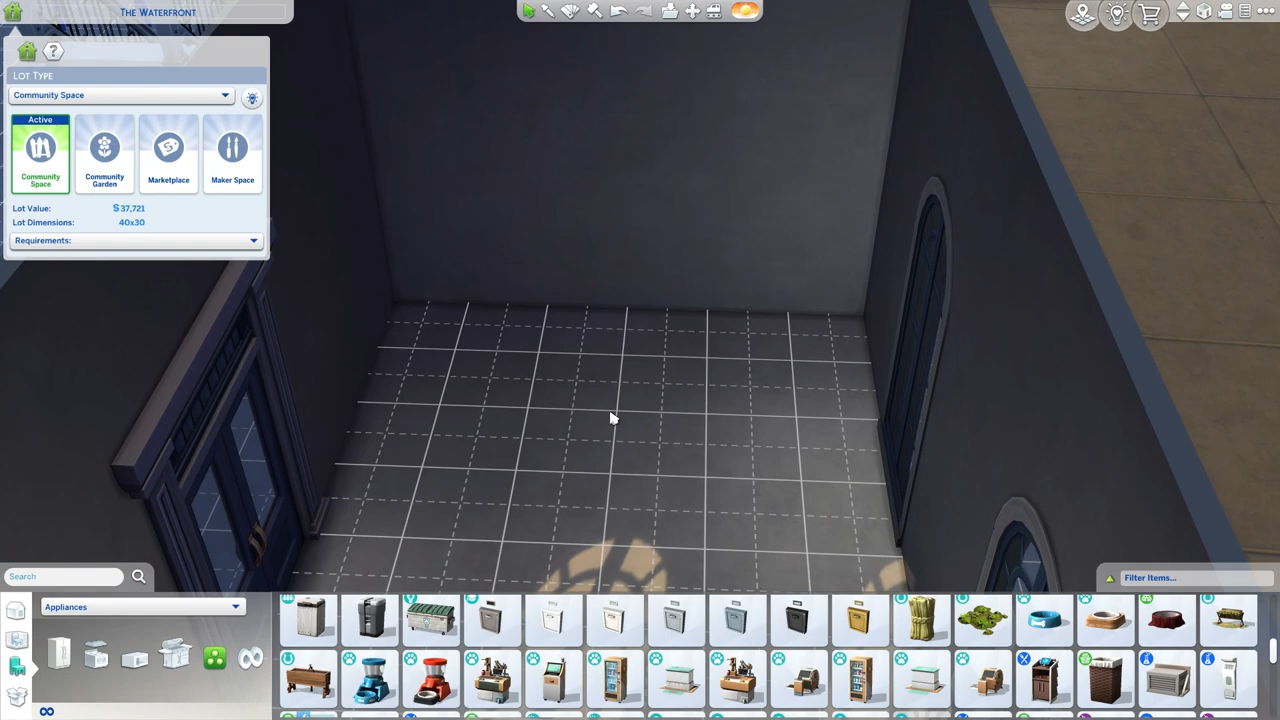 The Waterfront
Lot Type
Community Space
Active
Community
Space
Community
Garden
Marketplace
Maker Space
Lot Value: §37,721
Lot Dimensions: 40x30
Requirements:
Search
Filter Items...
Appliances